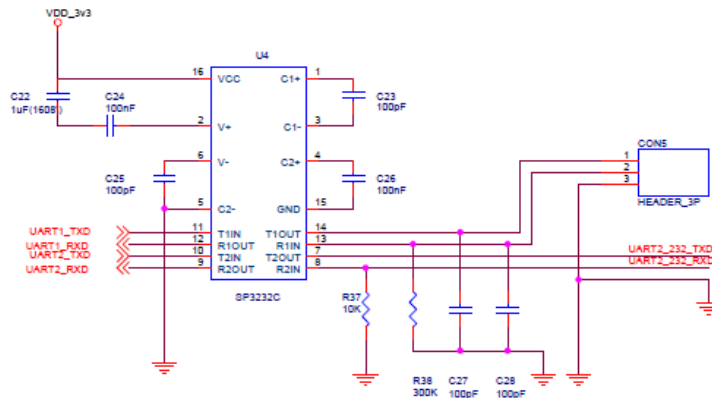 VDD_3v3
U4
16 VCC C1+ 1
C22
1uF(1608)
C24
100nF
C23
100pF
2 V+ C1- 3
6 V- C2+ 4
CON5
1
2
3
HEADER_3P
C25
100pF
C26
100nF
5 C2- GND 15
UART1_TXD 11 T1IN T1OUT 14
UART1_RXD 12 R1OUT R1IN 13
UART2_TXD 10 T2IN T2OUT 7 UART2_232_TXD
UART2_RXD 9 R2OUT R2IN 8 UART2_232_RXD
SP3232C
R37
10K
R38
300K
C27
100pF
C28
100pF